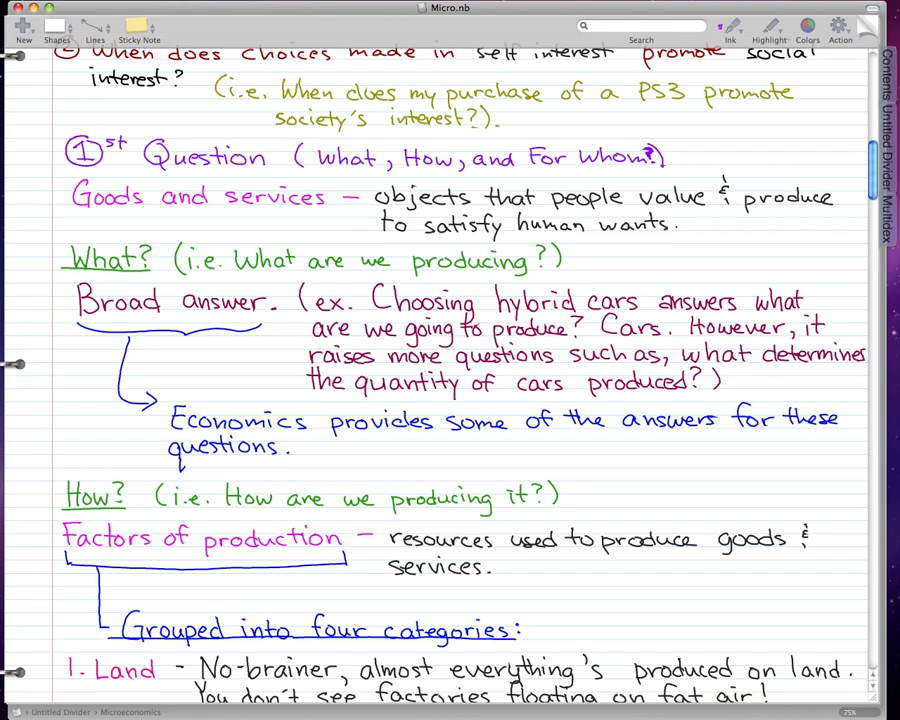 Micro.nb
New Shapes Lines Sticky Note Search Ink Highlight Colors Action
2 When does choices made in self interest promote social
interest?
(i.e. When does my purchase of a PS3 promote
society's interest?).
1st Question (What, How, and For Whom?)
Goods and services - objects that people value & produce
to satisfy human wants.
What? (i.e. What are we producing?)
Broad answer. (ex. Choosing hybrid cars answers what
are we going to produce? Cars. However, it
raises more questions such as, what determines
the quantity of cars produced?)
Economics provides some of the answers for these
questions.
How? (i.e. How are we producing it?)
Factors of production - resources used to produce goods &
services.
Grouped into four categories:
1. Land - No-brainer, almost everything's produced on land.
You don't see factories floating on fat air!
Contents Untitled Divider Multidex
Untitled Divider > Microeconomics
75%